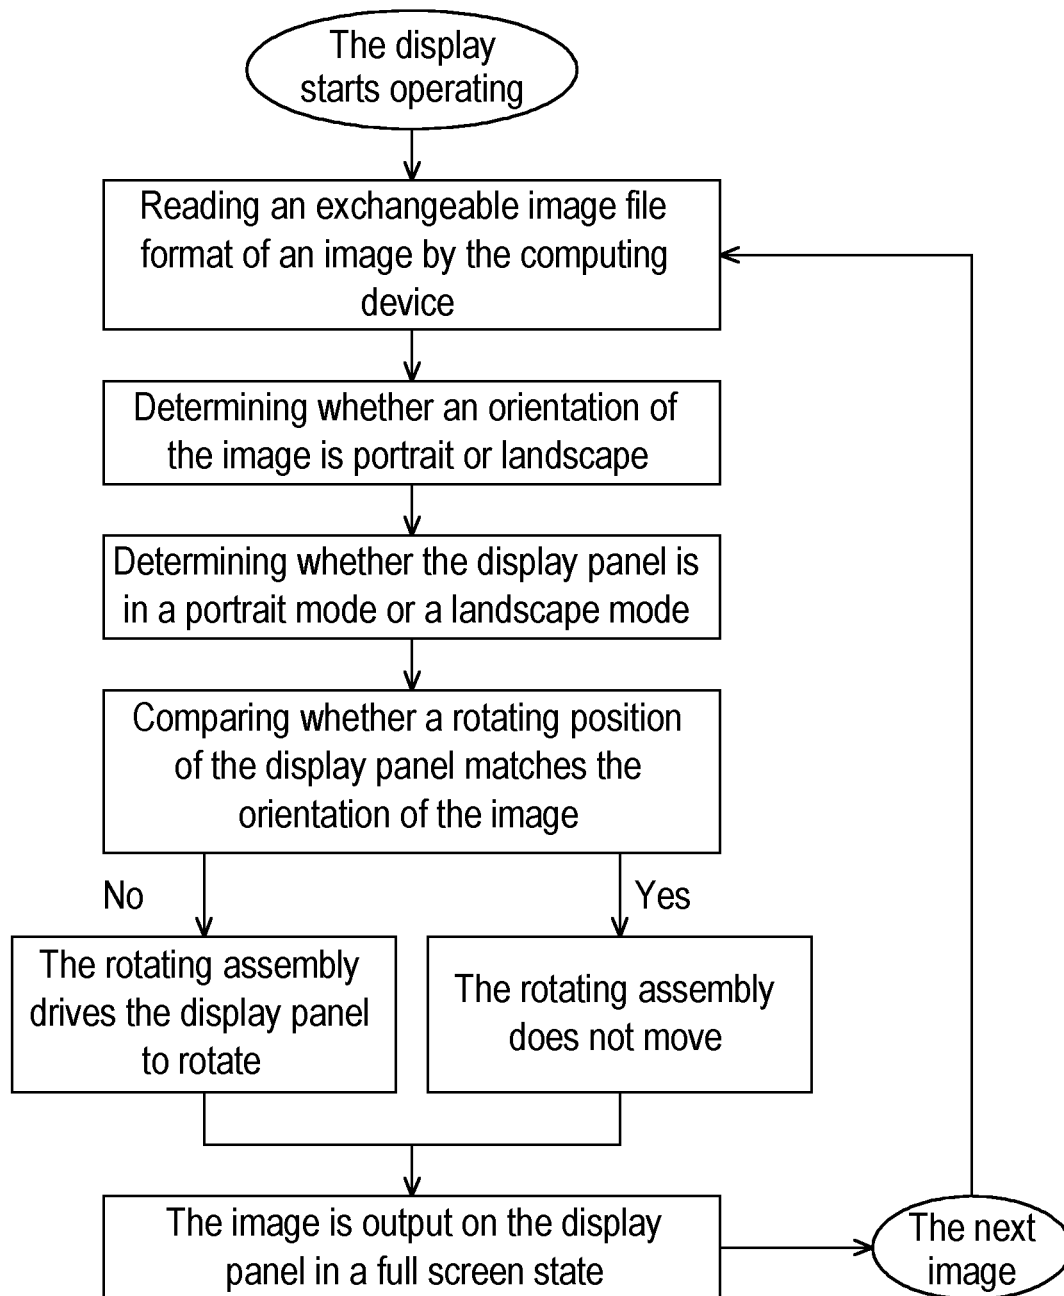 The display
starts operating
Reading an exchangeable image file
format of an image by the computing
device
Determining whether an orientation of
the image is portrait or landscape
Determining whether the display panel is
in a portrait mode or a landscape mode
Comparing whether a rotating position
of the display panel matches the
orientation of the image
No
Yes
The rotating assembly
drives the display panel
to rotate
The rotating assembly
does not move
The image is output on the display
panel in a full screen state
The next
image